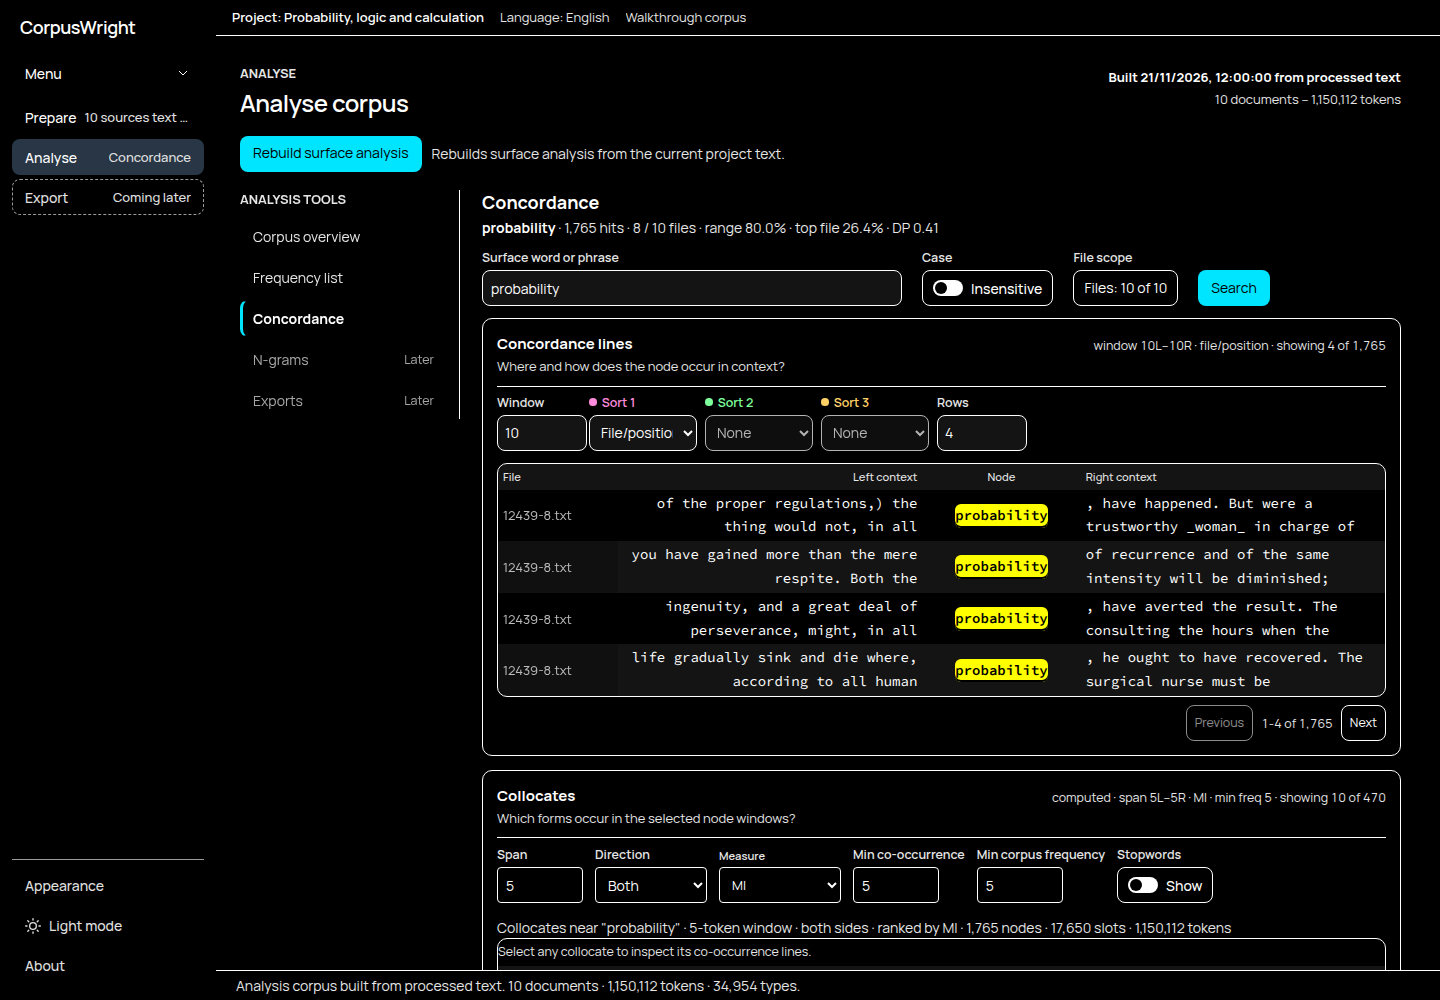 CorpusWright
Menu
Prepare 10 sources text ...
Analyse Concordance
Export Coming later
Appearance
Light mode
About
Project: Probability, logic and calculation Language: English Walkthrough corpus
ANALYSE
Analyse corpus
Built 21/11/2026, 12:00:00 from processed text
10 documents – 1,150,112 tokens
Rebuild surface analysis Rebuilds surface analysis from the current project text.
ANALYSIS TOOLS
Corpus overview
Frequency list
Concordance
N-grams Later
Exports Later
Concordance
probability · 1,765 hits · 8 / 10 files · range 80.0% · top file 26.4% · DP 0.41
Surface word or phrase Case File scope
probability Insensitive Files: 10 of 10 Search
Concordance lines
window 10L–10R · file/position · showing 4 of 1,765
Where and how does the node occur in context?
Window Sort 1 Sort 2 Sort 3 Rows
10 File/positio None None 4
File Left context Node Right context
12439-8.txt of the proper regulations,) the thing would not, in all probability , have happened. But were a trustworthy _woman_ in charge of
12439-8.txt you have gained more than the mere respite. Both the probability of recurrence and of the same intensity will be diminished;
12439-8.txt ingenuity, and a great deal of perseverance, might, in all probability , have averted the result. The consulting the hours when the
12439-8.txt life gradually sink and die where, according to all human probability , he ought to have recovered. The surgical nurse must be
Previous 1-4 of 1,765 Next
Collocates
computed · span 5L–5R · MI · min freq 5 · showing 10 of 470
Which forms occur in the selected node windows?
Span Direction Measure Min co-occurrence Min corpus frequency Stopwords
5 Both MI 5 5 Show
Collocates near "probability" · 5-token window · both sides · ranked by MI · 1,765 nodes · 17,650 slots · 1,150,112 tokens
Select any collocate to inspect its co-occurrence lines.
Analysis corpus built from processed text. 10 documents · 1,150,112 tokens · 34,954 types.